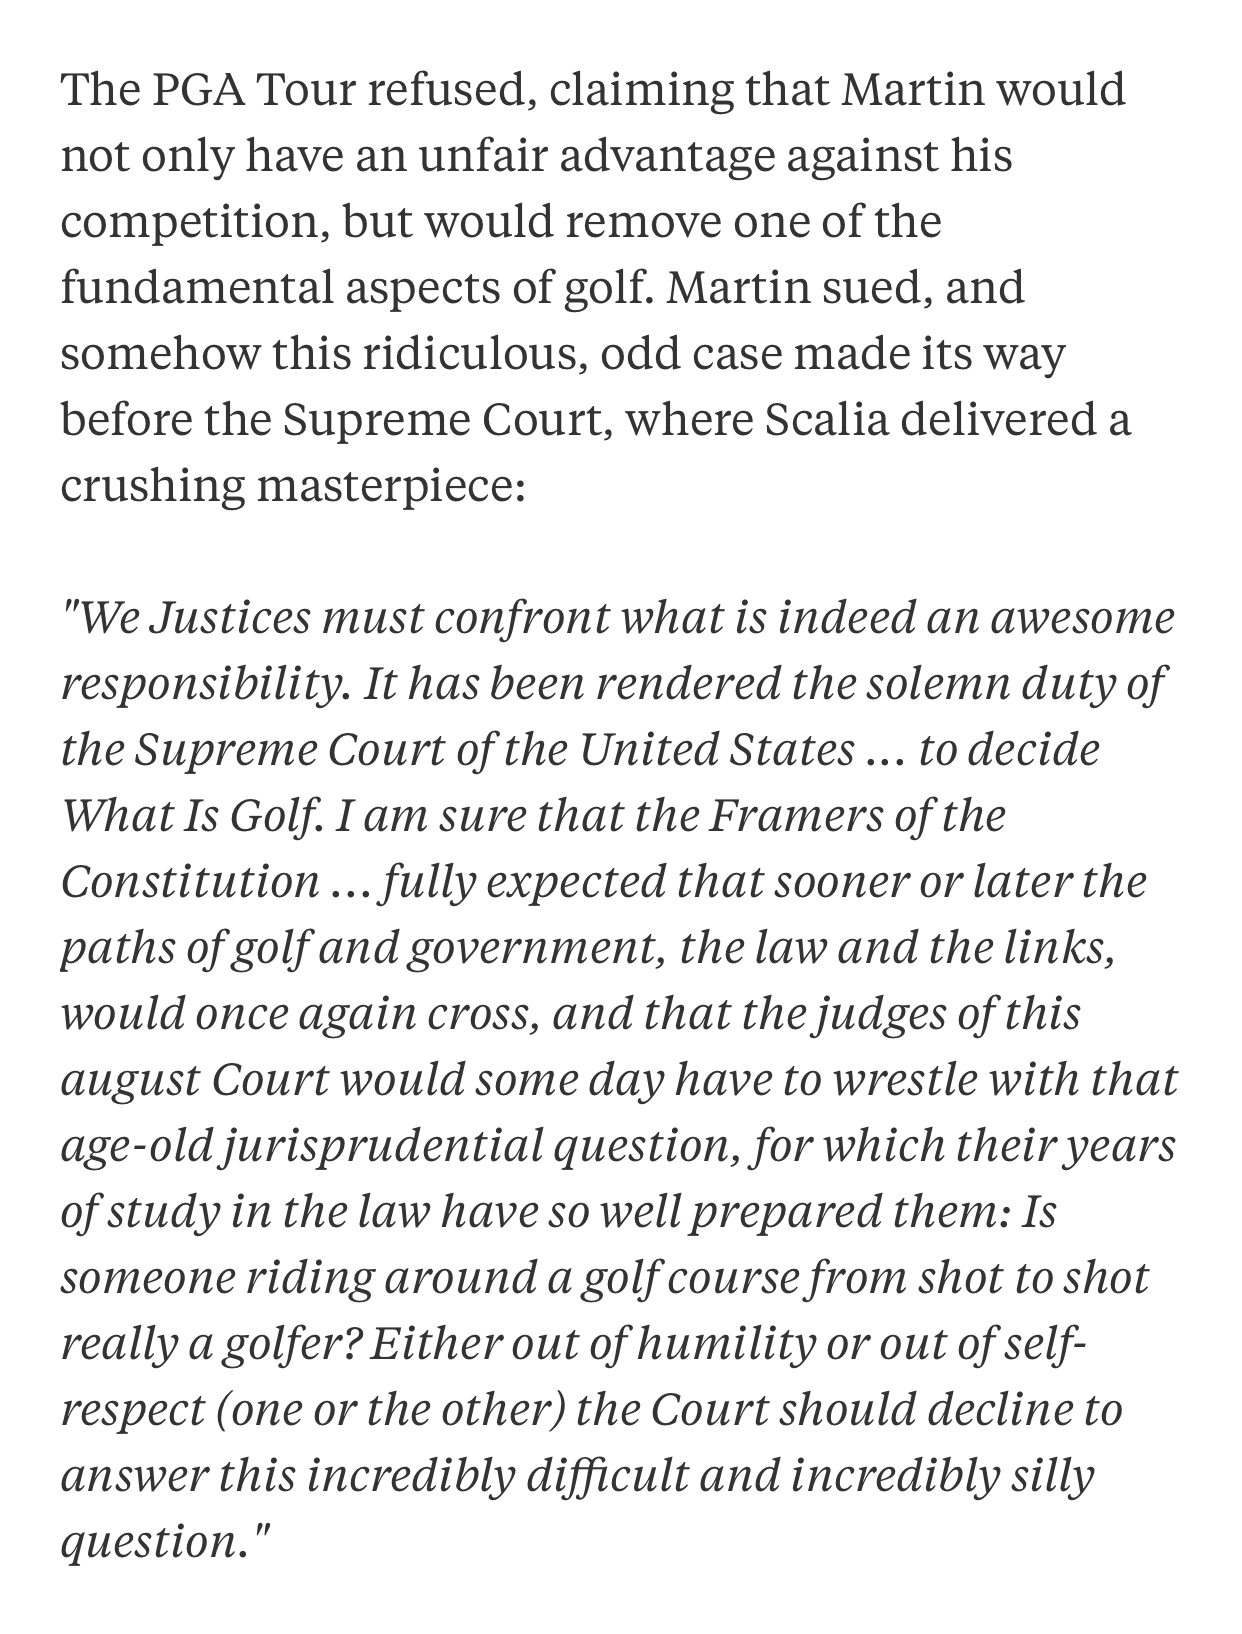 The PGA Tour refused, claiming that Martin would
not only have an unfair advantage against his
competition, but would remove one of the
fundamental aspects of golf. Martin sued, and
somehow this ridiculous, odd case made its way
before the Supreme Court, where Scalia delivered a
crushing masterpiece:
"We Justices must confront what is indeed an awesome
responsibility. It has been rendered the solemn duty of
the Supreme Court of the United States ... to decide
What Is Golf. I am sure that the Framers of the
Constitution ... fully expected that sooner or later the
paths of golf and government, the law and the links,
would once again cross, and that the judges of this
august Court would some day have to wrestle with that
age-old jurisprudential question, for which their years
of study in the law have so well prepared them: Is
someone riding around a golf course from shot to shot
really a golfer? Either out of humility or out of self-
respect (one or the other) the Court should decline to
answer this incredibly difficult and incredibly silly
question."